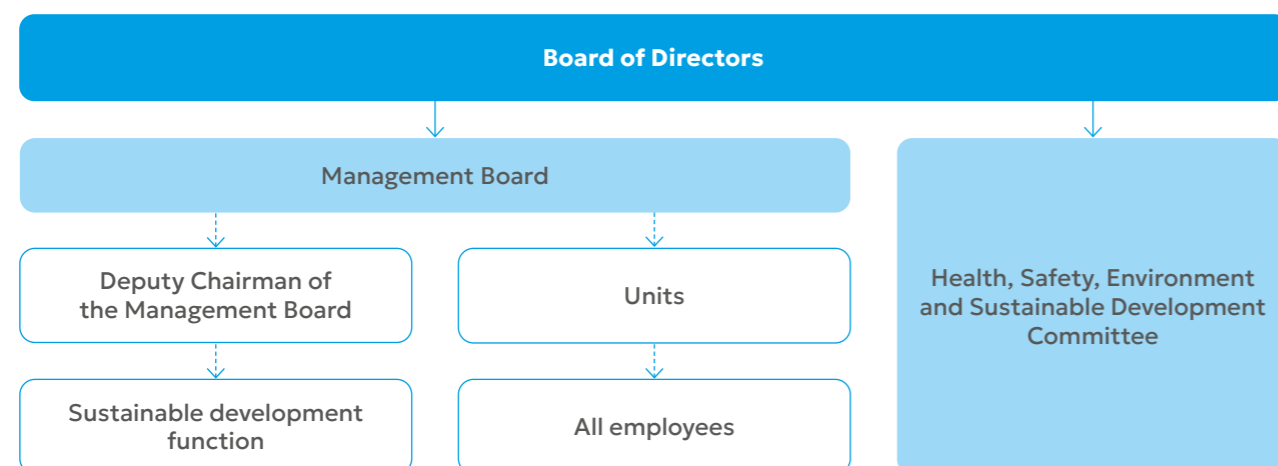 Board of Directors
Management Board
Deputy Chairman of
the Management Board
Units
Health, Safety, Environment
and Sustainable Development
Committee
Sustainable development
function
All employees